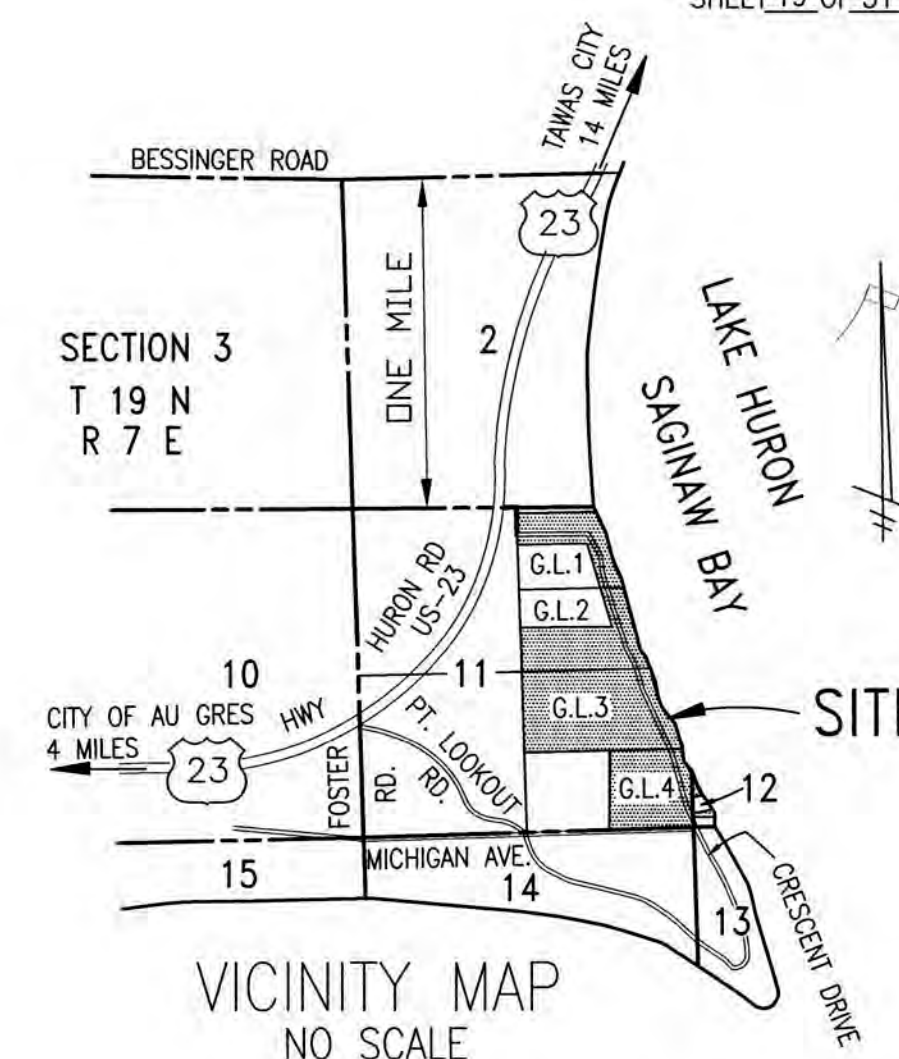 SHEET 19 OF
TAWAS CITY
14 MILES
BESSINGER ROAD
23
ONE MILE
2
SECTION 3
T 19 N
R 7 E
LAKE HURON
SAGINAW BAY
G.L.1
G.L.2
HURON RD
US-23
10
11
G.L.3
SITE
CITY OF AU GRES
4 MILES
HWY
23
PT. LOOKOUT
RD.
FOSTER
RD.
G.L.4
12
MICHIGAN AVE.
15
14
13
CRESCENT DRIVE
VICINITY MAP
NO SCALE